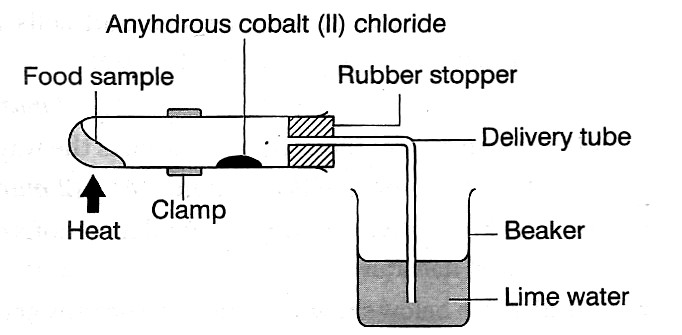 Anyhdrous cobalt (II) chloride
Food sample
Rubber stopper
Delivery tube
Clamp
Heat
Beaker
Lime water